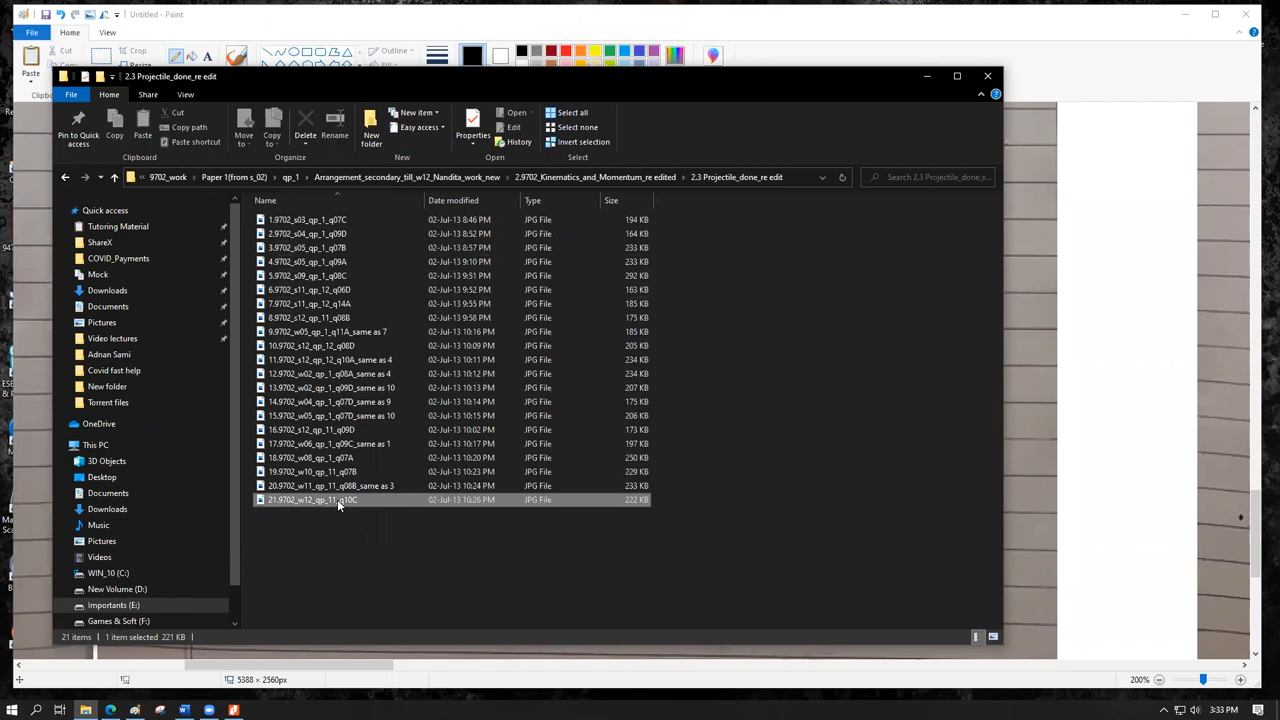 Untitled - Paint
File
Home
View
Paste
Cut
Crop
Outline
Clipb
2.3 Projectile_done_re edit
File
Home
Share
View
Pin to Quick access
Copy
Paste
Cut
Copy path
Paste shortcut
Move to
Copy to
Delete
Rename
New folder
New item
Easy access
Properties
Open
Edit
History
Select all
Select none
Invert selection
Clipboard
Organize
New
Open
Select
« 9702_work > Paper 1(from s_02) > qp_1 > Arrangement_secondary_till_w12_Nandita_work_new > 2.9702_Kinematics_and_Momentum_re edited > 2.3 Projectile_done_re edit
Search 2.3 Projectile_done_r...
Name Date modified Type Size
Quick access
Tutoring Material
ShareX
COVID_Payments
Mock
Downloads
Documents
Pictures
Video lectures
Adnan Sami
Covid fast help
New folder
Torrent files
OneDrive
This PC
3D Objects
Desktop
Documents
Downloads
Music
Pictures
Videos
WIN_10 (C:)
New Volume (D:)
Importants (E:)
Games & Soft (F:)
1.9702_s03_qp_1_q07C 02-Jul-13 8:46 PM JPG File 194 KB
2.9702_s04_qp_1_q09D 02-Jul-13 8:52 PM JPG File 164 KB
3.9702_s05_qp_1_q07B 02-Jul-13 8:57 PM JPG File 233 KB
4.9702_s05_qp_1_q09A 02-Jul-13 9:10 PM JPG File 233 KB
5.9702_s09_qp_1_q08C 02-Jul-13 9:51 PM JPG File 292 KB
6.9702_s11_qp_12_q06D 02-Jul-13 9:52 PM JPG File 163 KB
7.9702_s11_qp_12_q14A 02-Jul-13 9:55 PM JPG File 185 KB
8.9702_s12_qp_11_q08B 02-Jul-13 9:58 PM JPG File 175 KB
9.9702_w05_qp_1_q11A_same as 7 02-Jul-13 10:16 PM JPG File 185 KB
10.9702_s12_qp_12_q08D 02-Jul-13 10:09 PM JPG File 205 KB
11.9702_s12_qp_12_q10A_same as 4 02-Jul-13 10:11 PM JPG File 234 KB
12.9702_w02_qp_1_q08A_same as 4 02-Jul-13 10:12 PM JPG File 234 KB
13.9702_w02_qp_1_q09D_same as 10 02-Jul-13 10:13 PM JPG File 207 KB
14.9702_w04_qp_1_q07D_same as 9 02-Jul-13 10:14 PM JPG File 175 KB
15.9702_w05_qp_1_q07D_same as 10 02-Jul-13 10:15 PM JPG File 206 KB
16.9702_s12_qp_11_q09D 02-Jul-13 10:02 PM JPG File 173 KB
17.9702_w06_qp_1_q09C_same as 1 02-Jul-13 10:17 PM JPG File 197 KB
18.9702_w08_qp_1_q07A 02-Jul-13 10:20 PM JPG File 250 KB
19.9702_w10_qp_11_q07B 02-Jul-13 10:23 PM JPG File 229 KB
20.9702_w11_qp_11_q08B_same as 3 02-Jul-13 10:24 PM JPG File 233 KB
21.9702_w12_qp_11_q10C 02-Jul-13 10:26 PM JPG File 222 KB
21 items
1 item selected 221 KB
5388 × 2560px
200%
3:33 PM